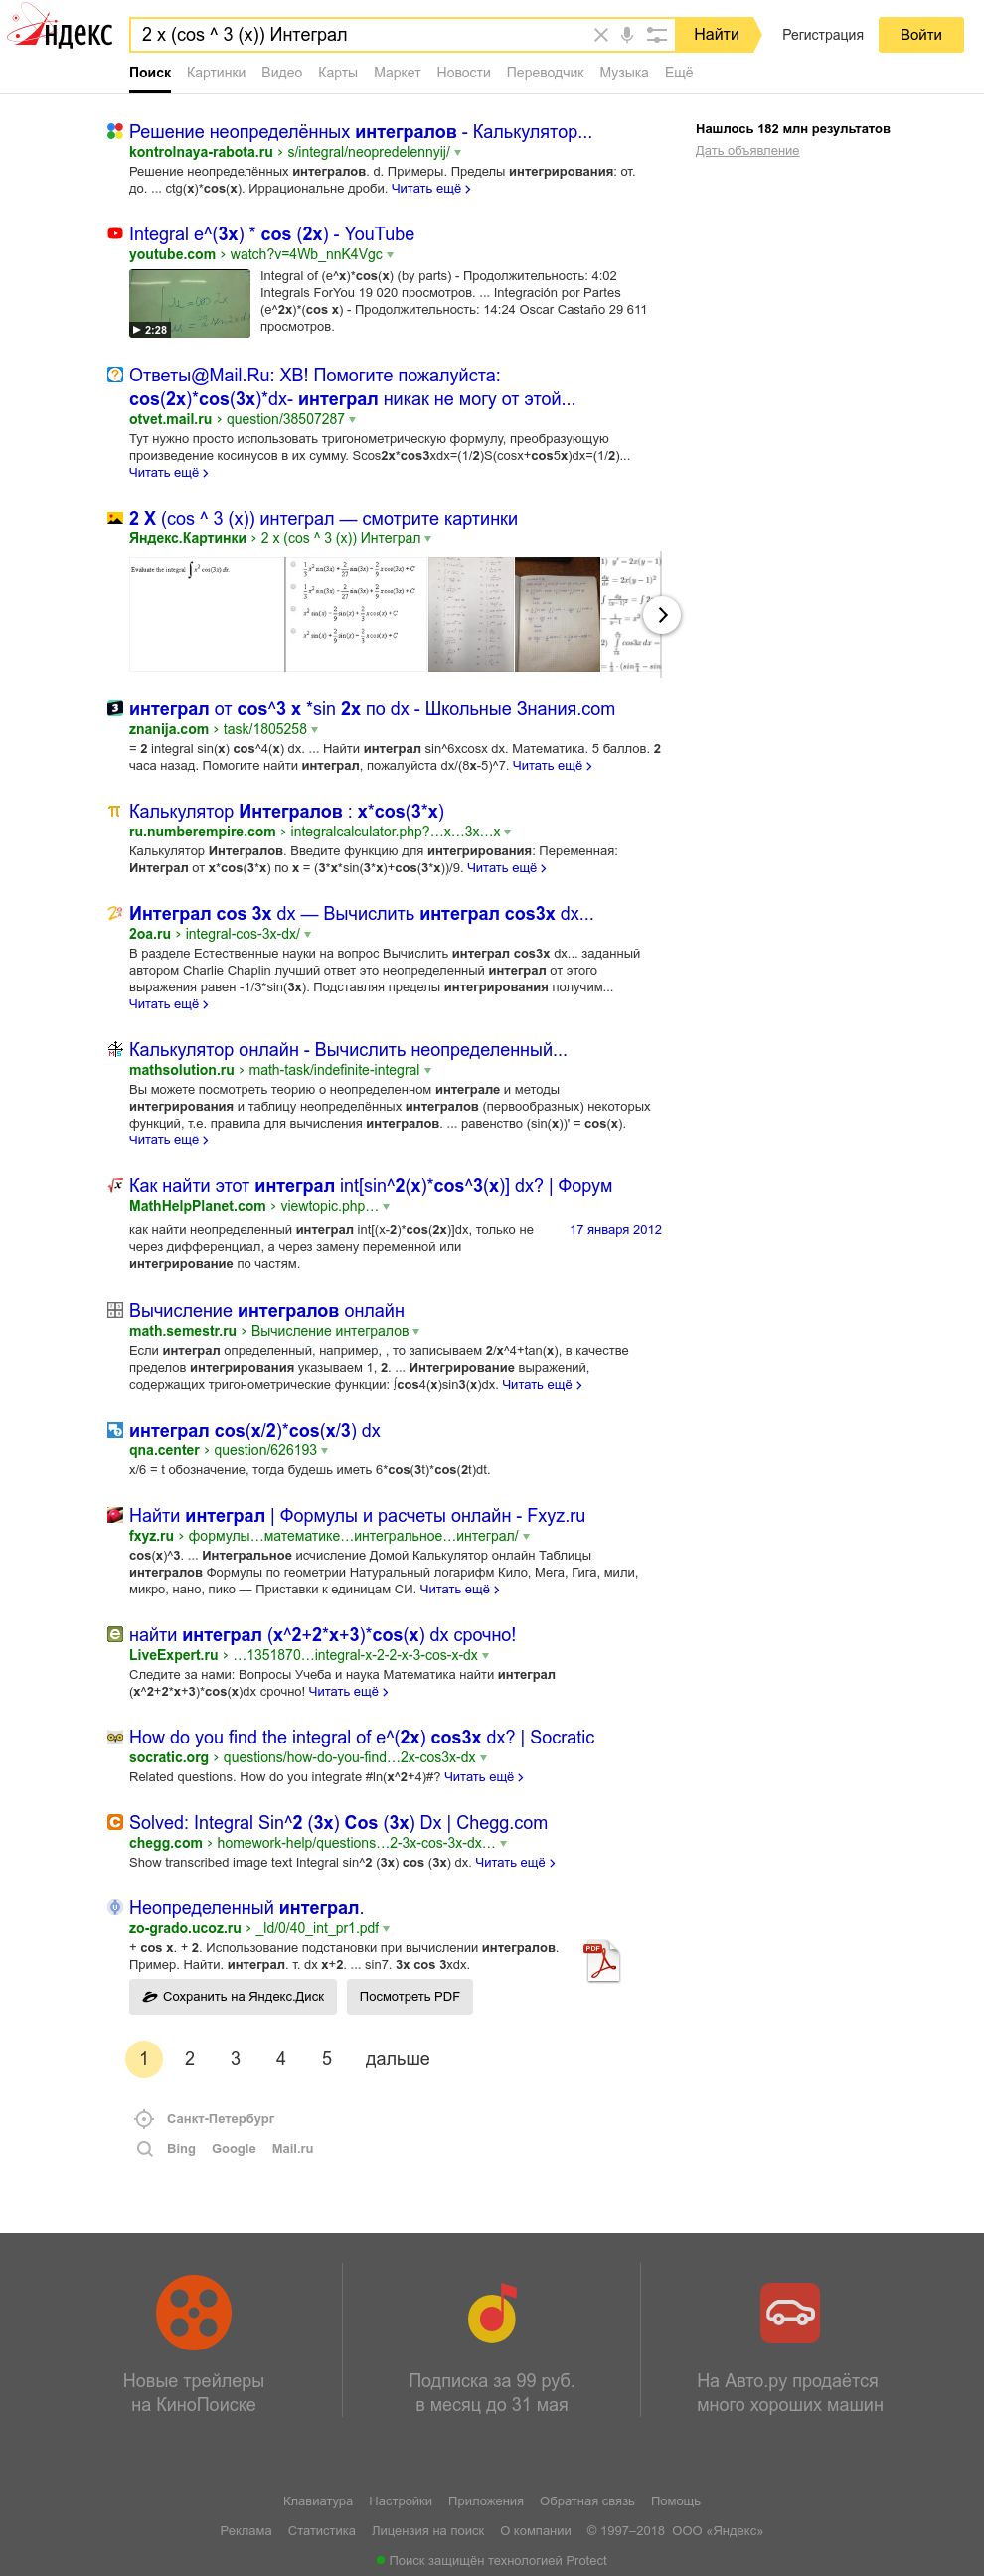 Яндекс
2 x (cos ^ 3 (x)) Интеграл
Найти
Регистрация
Войти
Поиск Картинки Видео Карты Маркет Новости Переводчик Музыка Ещё
Нашлось 182 млн результатов
Дать объявление
Решение неопределённых интегралов - Калькулятор...
kontrolnaya-rabota.ru › s/integral/neopredelennyij/
Решение неопределённых интегралов. d. Примеры. Пределы интегрирования: от.
до. ... ctg(x)*cos(x). Иррациональне дроби. Читать ещё ›
Integral e^(3x) * cos (2x) - YouTube
youtube.com › watch?v=4Wb_nnK4Vgc
2:28
Integral of (e^x)*cos(x) (by parts) - Продолжительность: 4:02
Integrals ForYou 19 020 просмотров. ... Integración por Partes
(e^2x)*(cos x) - Продолжительность: 14:24 Oscar Castaño 29 611
просмотров.
Ответы@Mail.Ru: ХВ! Помогите пожалуйста:
cos(2x)*cos(3x)*dx- интеграл никак не могу от этой...
otvet.mail.ru › question/38507287
Тут нужно просто использовать тригонометрическую формулу, преобразующую
произведение косинусов в их сумму. Scos2x*cos3xdx=(1/2)S(cosx+cos5x)dx=(1/2)...
Читать ещё ›
2 X (cos ^ 3 (x)) интеграл — смотрите картинки
Яндекс.Картинки › 2 x (cos ^ 3 (x)) Интеграл
Evaluate the integral ∫ x² cos(3x) dx.
интеграл от cos^3 x *sin 2x по dx - Школьные Знания.com
znanija.com › task/1805258
= 2 integral sin(x) cos^4(x) dx. ... Найти интеграл sin^6xcosx dx. Математика. 5 баллов. 2
часа назад. Помогите найти интеграл, пожалуйста dx/(8x-5)^7. Читать ещё ›
Калькулятор Интегралов : x*cos(3*x)
ru.numberempire.com › integralcalculator.php?…x…3x…x
Калькулятор Интегралов. Введите функцию для интегрирования: Переменная:
Интеграл от x*cos(3*x) по x = (3*x*sin(3*x)+cos(3*x))/9. Читать ещё ›
Интеграл cos 3x dx — Вычислить интеграл cos3x dx...
2oa.ru › integral-cos-3x-dx/
В разделе Естественные науки на вопрос Вычислить интеграл cos3x dx... заданный
автором Charlie Chaplin лучший ответ это неопределенный интеграл от этого
выражения равен -1/3*sin(3x). Подставляя пределы интегрирования получим...
Читать ещё ›
Калькулятор онлайн - Вычислить неопределенный...
mathsolution.ru › math-task/indefinite-integral
Вы можете посмотреть теорию о неопределенном интеграле и методы
интегрирования и таблицу неопределённых интегралов (первообразных) некоторых
функций, т.е. правила для вычисления интегралов. ... равенство (sin(x))' = cos(x).
Читать ещё ›
Как найти этот интеграл int[sin^2(x)*cos^3(x)] dx? | Форум
MathHelpPlanet.com › viewtopic.php…
как найти неопределенный интеграл int[(x-2)*cos(2x)]dx, только не
через дифференциал, а через замену переменной или
интегрирование по частям.
17 января 2012
Вычисление интегралов онлайн
math.semestr.ru › Вычисление интегралов
Если интеграл определенный, например, , то записываем 2/x^4+tan(x), в качестве
пределов интегрирования указываем 1, 2. ... Интегрирование выражений,
содержащих тригонометрические функции: ∫cos4(x)sin3(x)dx. Читать ещё ›
интеграл cos(x/2)*cos(x/3) dx
qna.center › question/626193
x/6 = t обозначение, тогда будешь иметь 6*cos(3t)*cos(2t)dt.
Найти интеграл | Формулы и расчеты онлайн - Fxyz.ru
fxyz.ru › формулы…математике…интегральное…интеграл/
cos(x)^3. ... Интегральное исчисление Домой Калькулятор онлайн Таблицы
интегралов Формулы по геометрии Натуральный логарифм Кило, Мега, Гига, мили,
микро, нано, пико — Приставки к единицам СИ. Читать ещё ›
найти интеграл (x^2+2*x+3)*cos(x) dx срочно!
LiveExpert.ru › …1351870…integral-x-2-2-x-3-cos-x-dx
Следите за нами: Вопросы Учеба и наука Математика найти интеграл
(x^2+2*x+3)*cos(x)dx срочно! Читать ещё ›
How do you find the integral of e^(2x) cos3x dx? | Socratic
socratic.org › questions/how-do-you-find…2x-cos3x-dx
Related questions. How do you integrate #ln(x^2+4)#? Читать ещё ›
Solved: Integral Sin^2 (3x) Cos (3x) Dx | Chegg.com
chegg.com › homework-help/questions…2-3x-cos-3x-dx…
Show transcribed image text Integral sin^2 (3x) cos (3x) dx. Читать ещё ›
Неопределенный интеграл.
zo-grado.ucoz.ru › _ld/0/40_int_pr1.pdf
+ cos x. + 2. Использование подстановки при вычислении интегралов.
Пример. Найти. интеграл. т. dx x+2. ... sin7. 3x cos 3xdx.
PDF
Сохранить на Яндекс.Диск
Посмотреть PDF
1 2 3 4 5 дальше
Санкт-Петербург
Bing Google Mail.ru
Новые трейлеры
на КиноПоиске
Подписка за 99 руб.
в месяц до 31 мая
На Авто.ру продаётся
много хороших машин
Клавиатура Настройки Приложения Обратная связь Помощь
Реклама Статистика Лицензия на поиск О компании © 1997–2018 ООО «Яндекс»
Поиск защищён технологией Protect